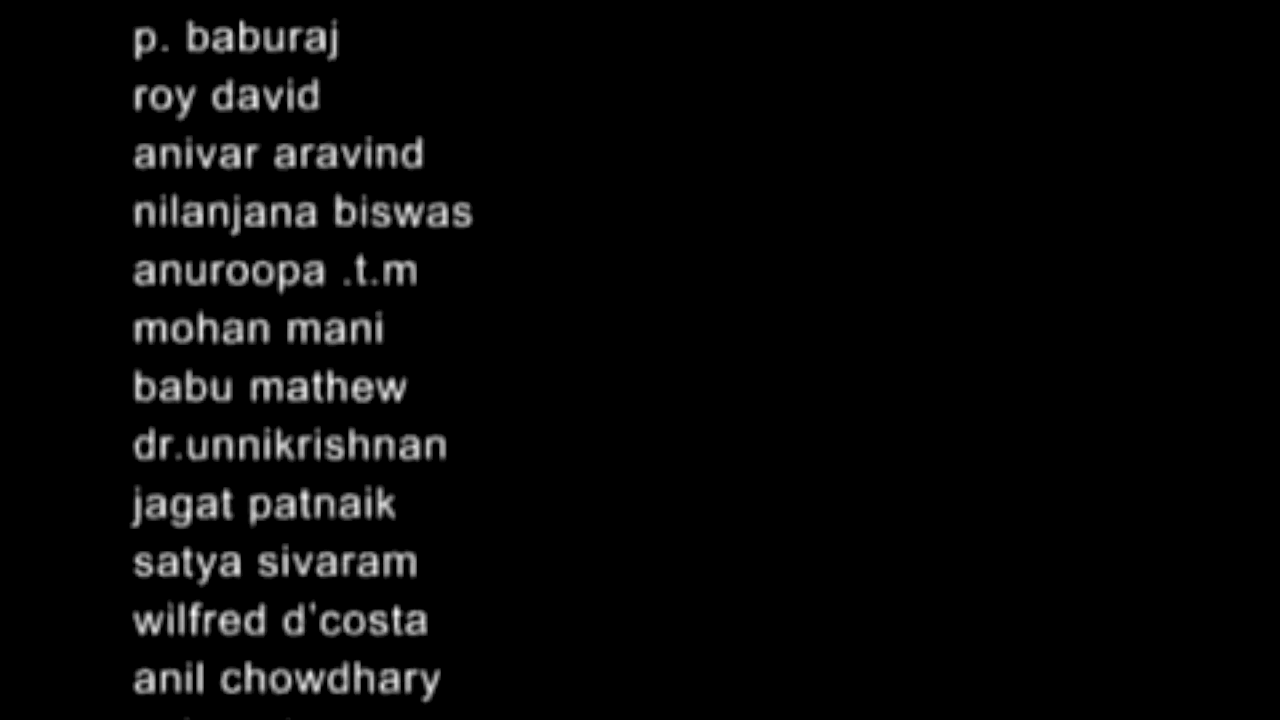 p. baburaj
roy david
anivar aravind
nilanjana biswas
anuroopa .t.m
mohan mani
babu mathew
dr.unnikrishnan
jagat patnaik
satya sivaram
wilfred d'costa
anil chowdhary